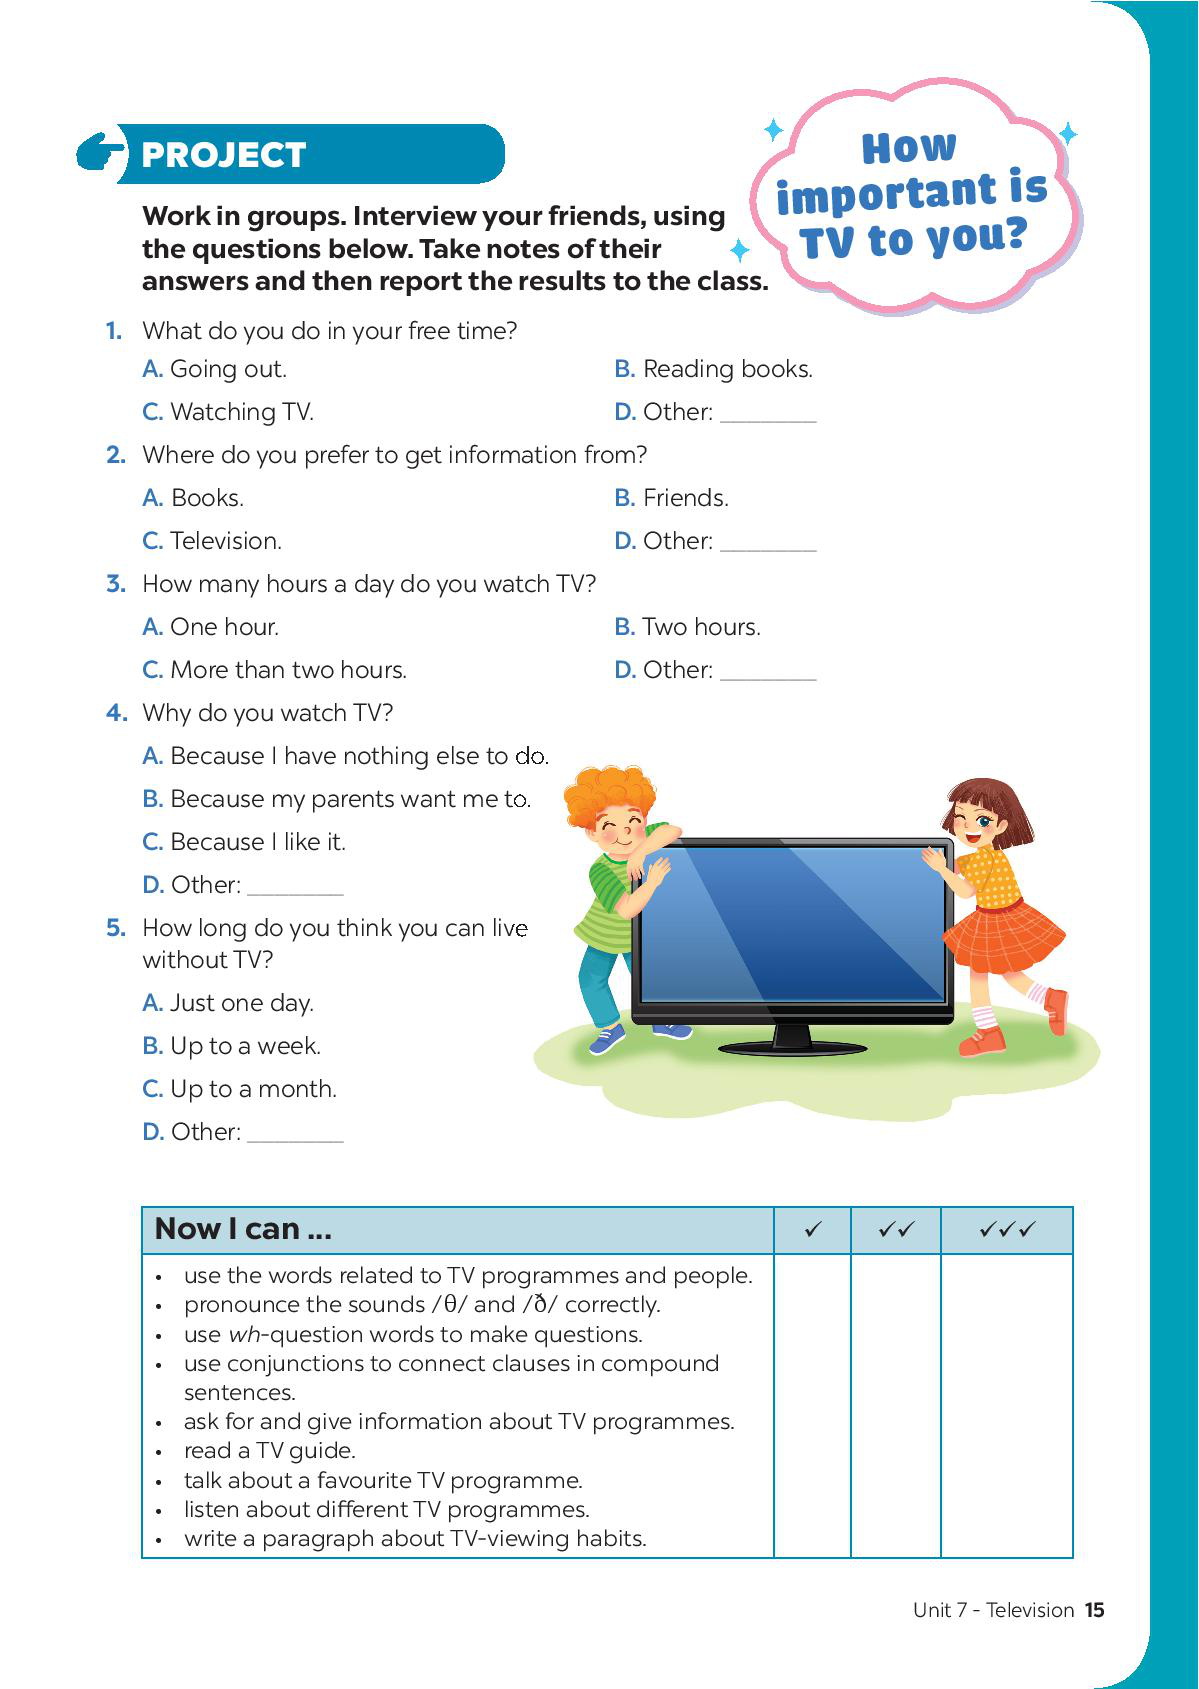 PROJECT
How
important is
TV to you?
Work in groups. Interview your friends, using
the questions below. Take notes of their
answers and then report the results to the class.
1. What do you do in your free time?
A. Going out. B. Reading books.
C. Watching TV. D. Other: _______
2. Where do you prefer to get information from?
A. Books. B. Friends.
C. Television. D. Other: _______
3. How many hours a day do you watch TV?
A. One hour. B. Two hours.
C. More than two hours. D. Other: _______
4. Why do you watch TV?
A. Because I have nothing else to do.
B. Because my parents want me to.
C. Because I like it.
D. Other: _______
5. How long do you think you can live
without TV?
A. Just one day.
B. Up to a week.
C. Up to a month.
D. Other: _______
Now I can ... ✓ ✓✓ ✓✓✓
• use the words related to TV programmes and people.
• pronounce the sounds /θ/ and /ð/ correctly.
• use wh-question words to make questions.
• use conjunctions to connect clauses in compound
sentences.
• ask for and give information about TV programmes.
• read a TV guide.
• talk about a favourite TV programme.
• listen about different TV programmes.
• write a paragraph about TV-viewing habits.
Unit 7 - Television 15